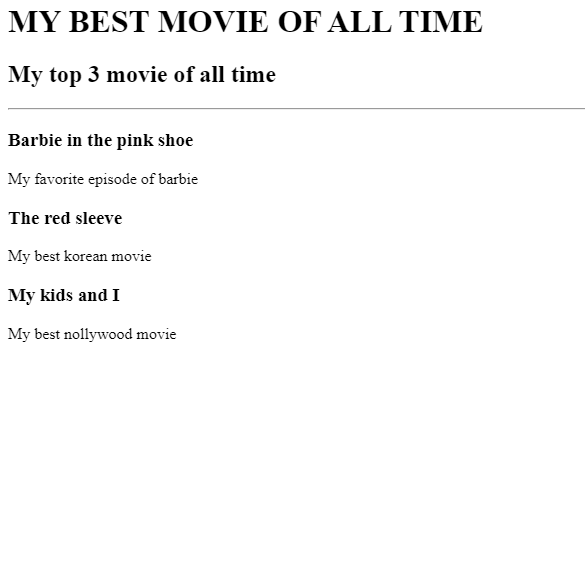 MY BEST MOVIE OF ALL TIME
My top 3 movie of all time
Barbie in the pink shoe
My favorite episode of barbie
The red sleeve
My best korean movie
My kids and I
My best nollywood movie